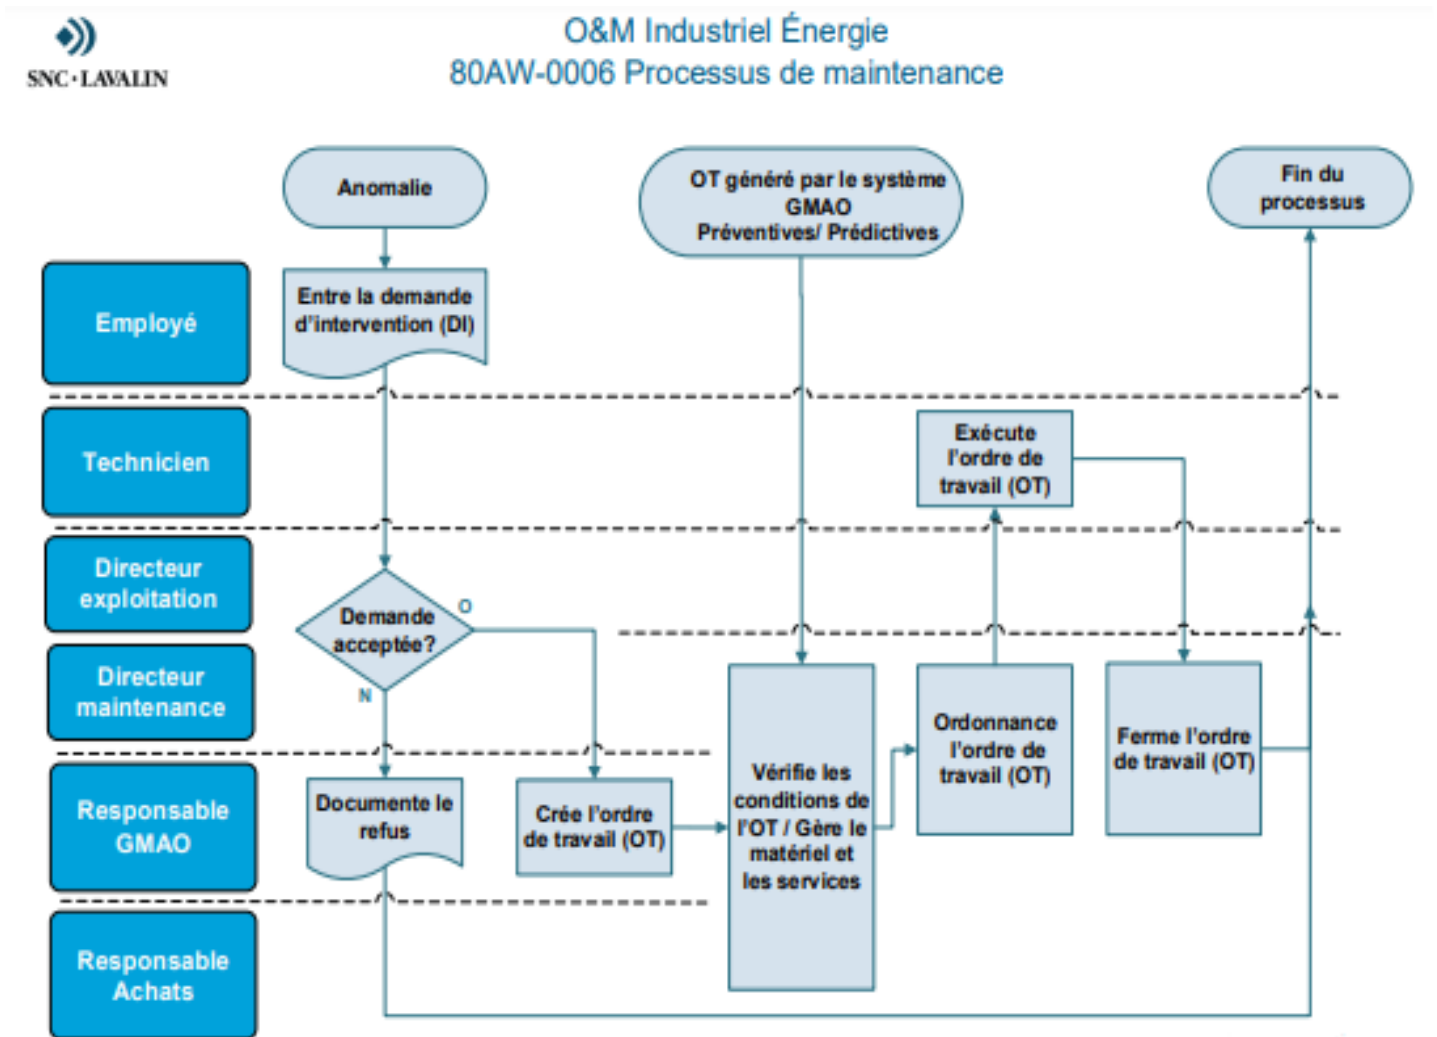 O&M Industriel Énergie
80AW-0006 Processus de maintenance
SNC·LAVALIN
Anomalie
OT généré par le système
GMAO
Préventives/ Prédictives
Fin du
processus
Employé
Entre la demande
d'intervention (DI)
Technicien
Exécute
l'ordre de
travail (OT)
Directeur
exploitation
Demande
acceptée?
O
N
Directeur
maintenance
Vérifie les
conditions de
l'OT / Gère le
matériel et
les services
Ordonnance
l'ordre de
travail (OT)
Ferme l'ordre
de travail (OT)
Responsable
GMAO
Documente le
refus
Crée l'ordre
de travail (OT)
Responsable
Achats